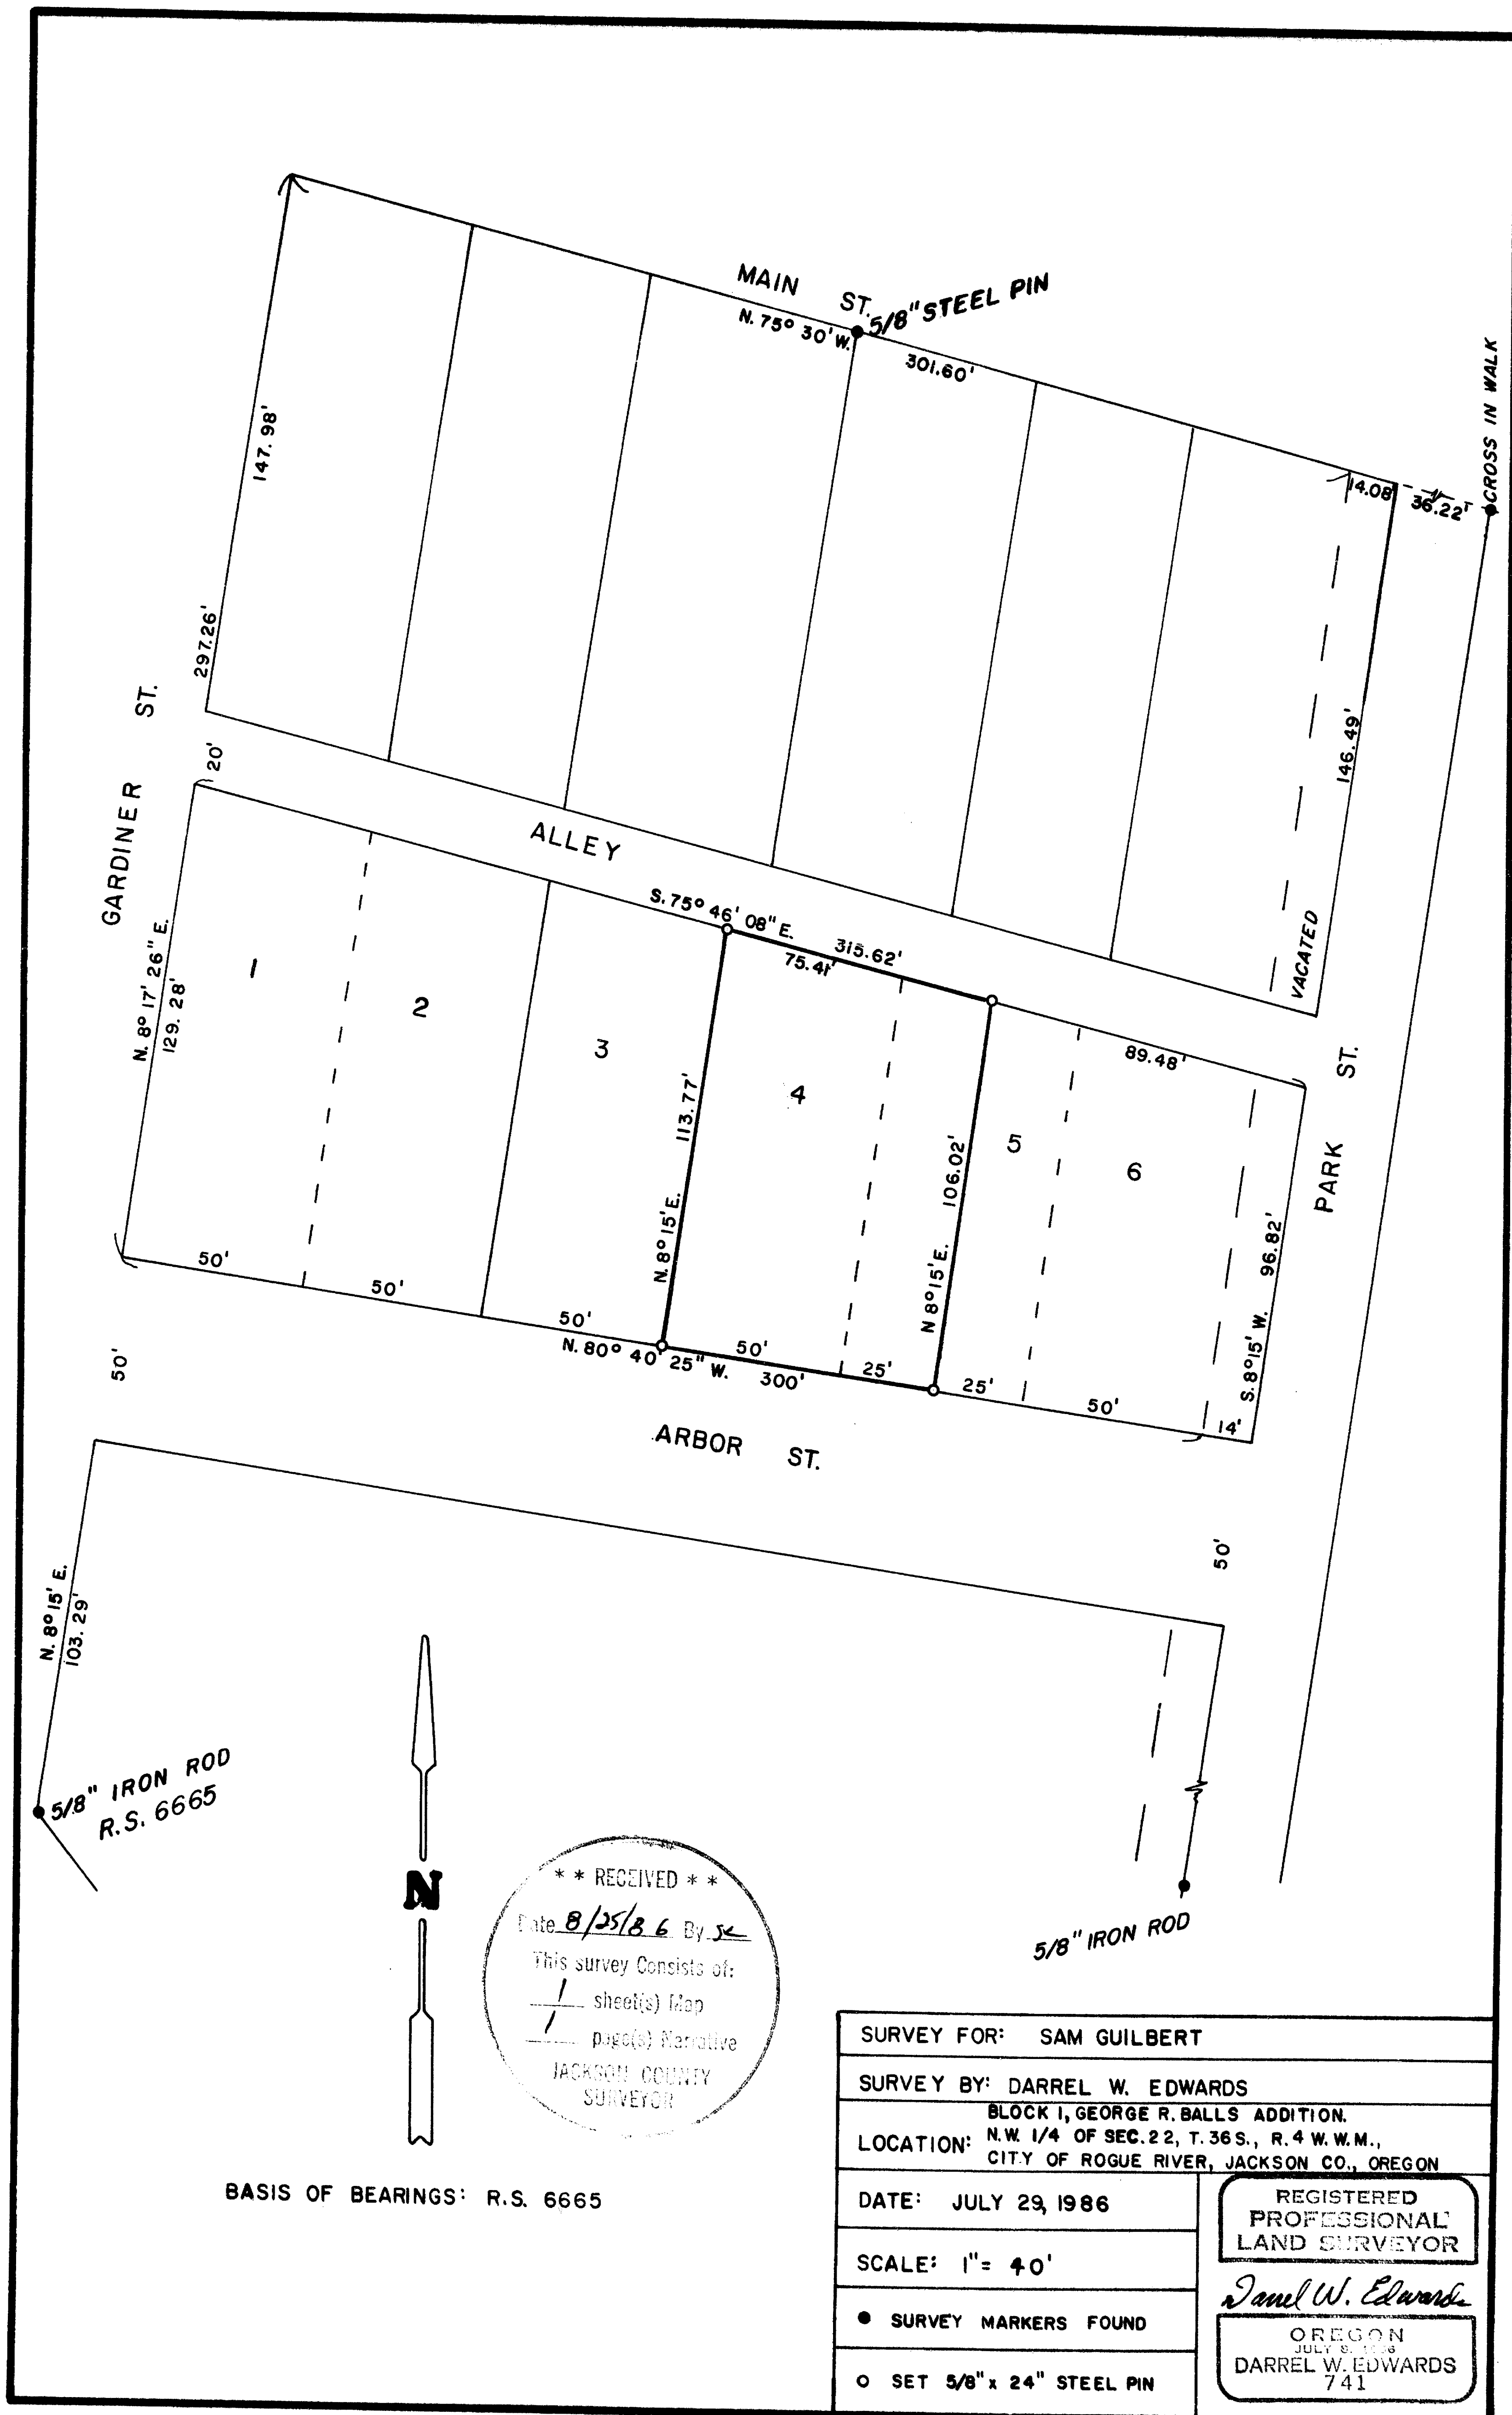 MAIN ST.
5/8" STEEL PIN
N. 75° 30' W.
301.60'
CROSS IN WALK
147.98'
14.08'
36.22'
297.26'
GARDINER ST.
20'
146.49'
VACATED
ALLEY
S. 75° 46' 08" E.
315.62'
75.41'
N. 8° 17' 26" E.
129.28'
1
2
3
4
5
6
89.48'
PARK ST.
N. 8° 15' E. 113.77'
N 8° 15' E. 106.02'
S. 8° 15' W. 96.82'
50'
50'
50'
50'
25'
25'
50'
14'
N. 80° 40' 25" W.
300'
50'
ARBOR ST.
50'
N. 8° 15' E.
103.29'
5/8" IRON ROD
R.S. 6665
N
* * RECEIVED * *
Date 8/25/86 By
This survey Consists of:
1 sheet(s) Map
1 page(s) Narrative
JACKSON COUNTY
SURVEYOR
5/8" IRON ROD
BASIS OF BEARINGS: R.S. 6665
SURVEY FOR: SAM GUILBERT
SURVEY BY: DARREL W. EDWARDS
LOCATION: BLOCK 1, GEORGE R. BALLS ADDITION.
N.W. 1/4 OF SEC. 22, T. 36 S., R. 4 W. W. M.,
CITY OF ROGUE RIVER, JACKSON CO., OREGON
DATE: JULY 29, 1986
SCALE: 1" = 40'
● SURVEY MARKERS FOUND
○ SET 5/8" x 24" STEEL PIN
REGISTERED
PROFESSIONAL
LAND SURVEYOR
Darrel W. Edwards
OREGON
JULY
DARREL W. EDWARDS
741